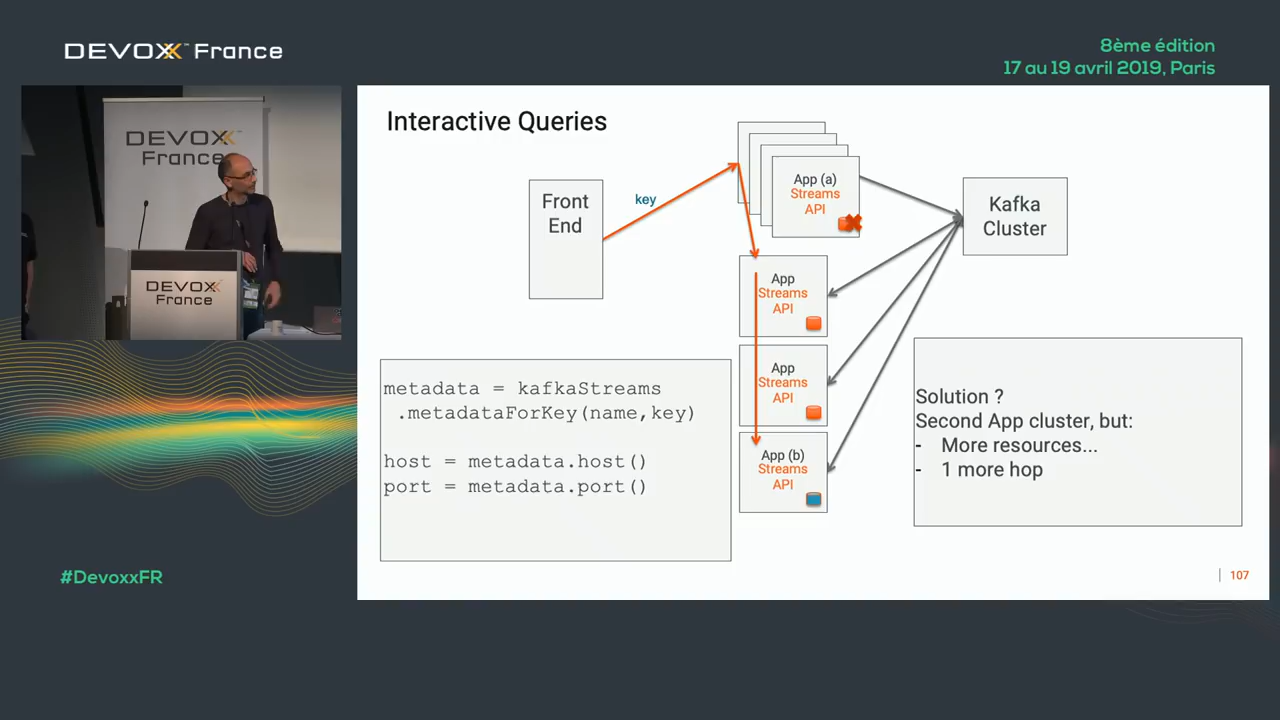 DEVOXX™ France
8ème édition
17 au 19 avril 2019, Paris
DEVOXX
France
DEVOXX
France
#DevoxxFR
Interactive Queries
Front
End
key
App (a)
Streams
API
Kafka
Cluster
App
Streams
API
App
Streams
API
App (b)
Streams
API
metadata = kafkaStreams
.metadataForKey(name,key)
host = metadata.host()
port = metadata.port()
Solution ?
Second App cluster, but:
- More resources...
- 1 more hop
107